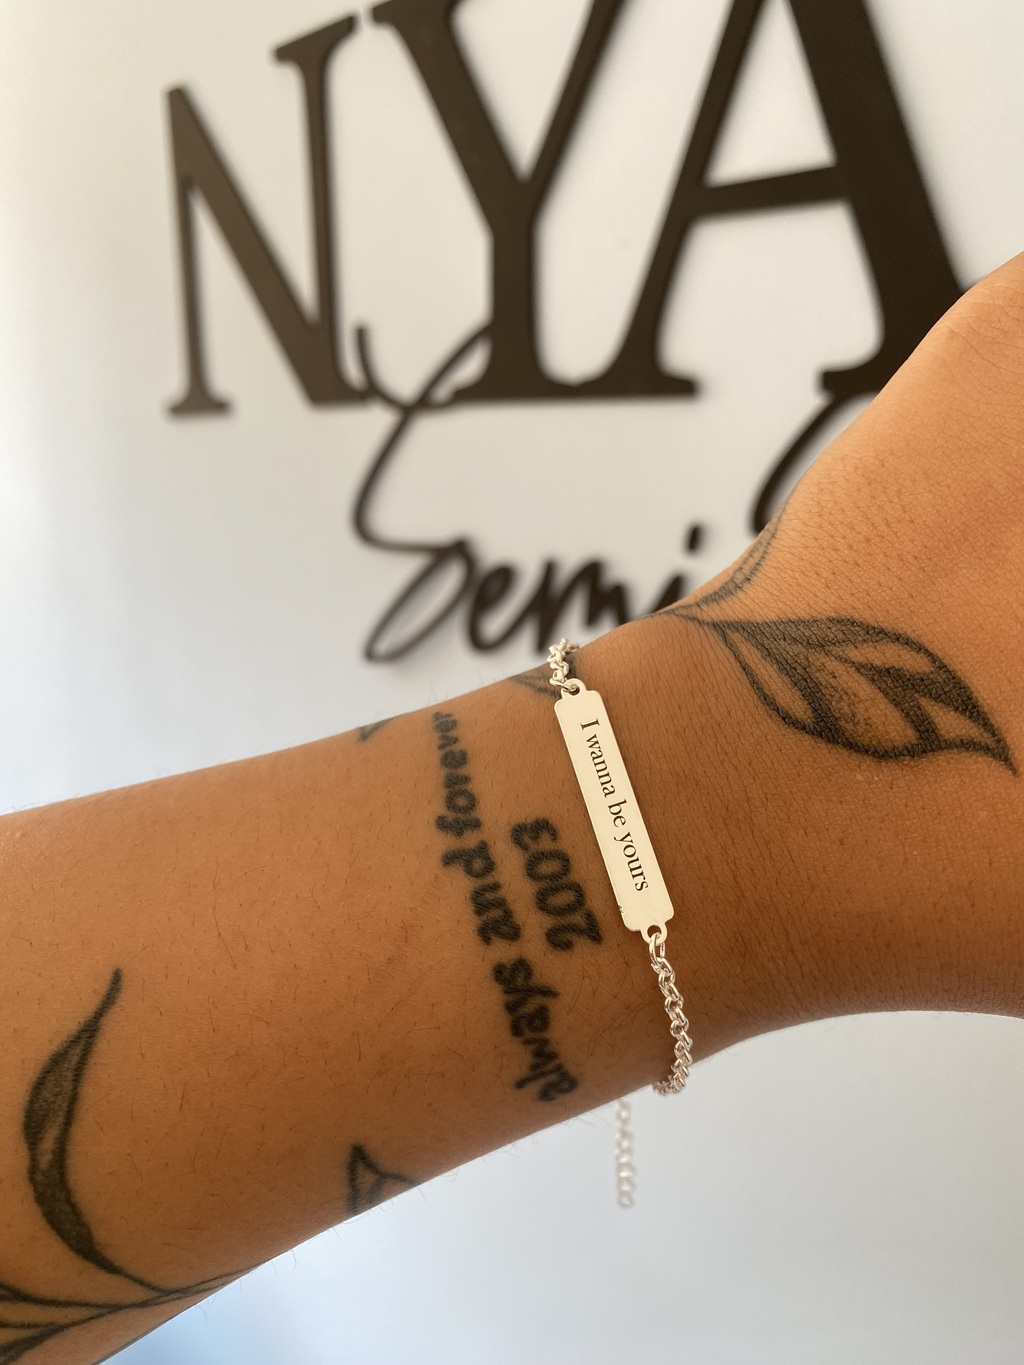 NYA
Semi
I wanna be yours
always and forever
2003